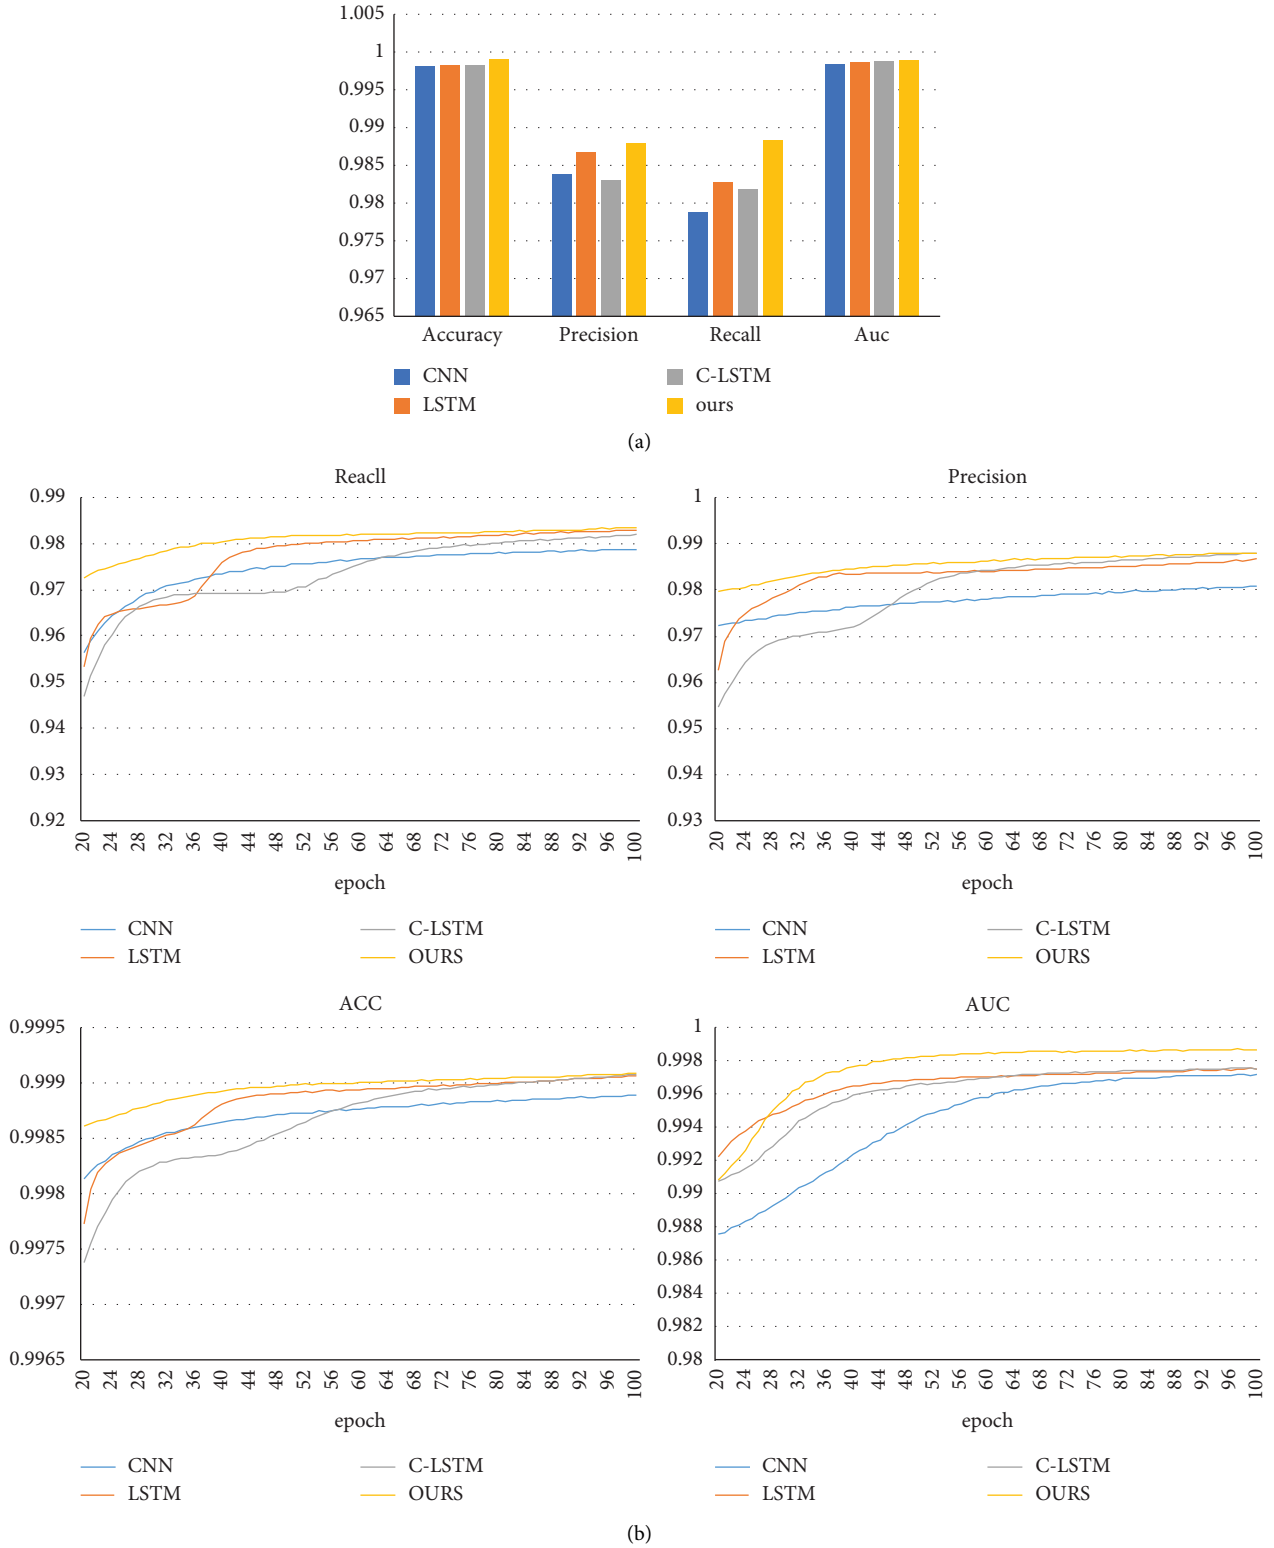 1.005
1
0.995
0.99
0.985
0.98
0.975
0.97
0.965
Accuracy Precision Recall Auc
CNN C-LSTM
LSTM ours
(a)
Reacll
0.99
0.98
0.97
0.96
0.95
0.94
0.93
0.92
20 24 28 32 36 40 44 48 52 56 60 64 68 72 76 80 84 88 92 96 100
epoch
CNN C-LSTM
LSTM OURS
Precision
1
0.99
0.98
0.97
0.96
0.95
0.94
0.93
20 24 28 32 36 40 44 48 52 56 60 64 68 72 76 80 84 88 92 96 100
epoch
CNN C-LSTM
LSTM OURS
ACC
0.9995
0.999
0.9985
0.998
0.9975
0.997
0.9965
20 24 28 32 36 40 44 48 52 56 60 64 68 72 76 80 84 88 92 96 100
epoch
CNN C-LSTM
LSTM OURS
AUC
1
0.998
0.996
0.994
0.992
0.99
0.988
0.986
0.984
0.982
0.98
20 24 28 32 36 40 44 48 52 56 60 64 68 72 76 80 84 88 92 96 100
epoch
CNN C-LSTM
LSTM OURS
(b)